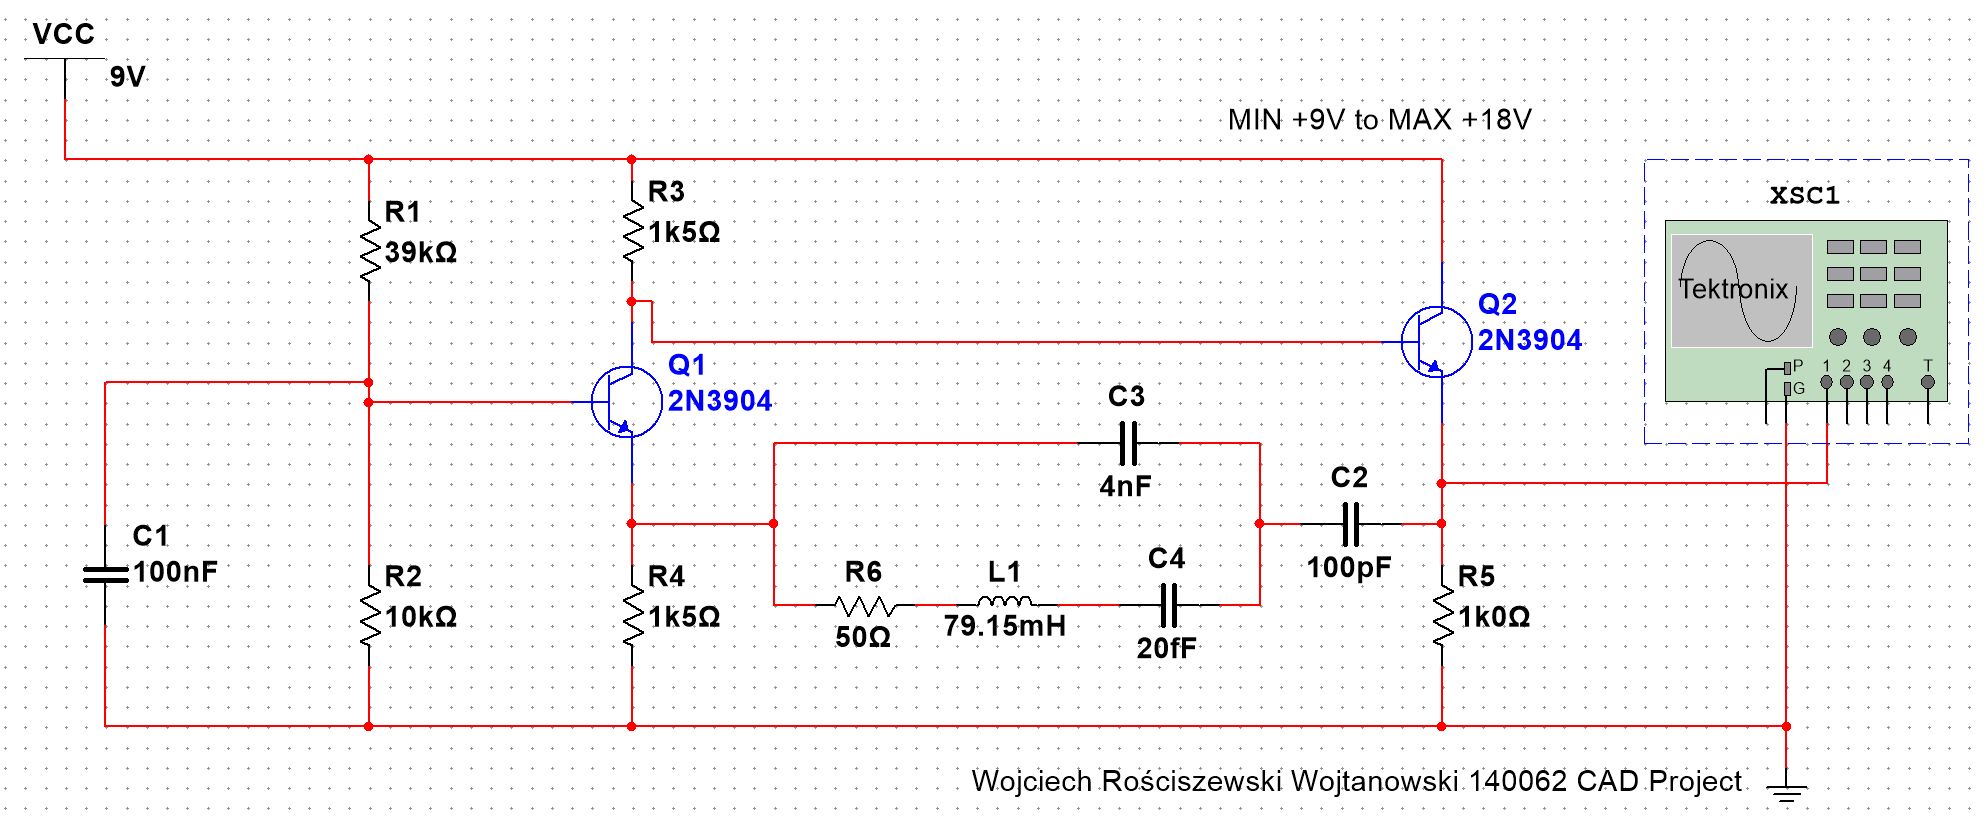 VCC
9V
MIN +9V to MAX +18V
XSC1
Tektronix
P
G
1 2 3 4 T
R1
39kΩ
R3
1k5Ω
Q1
2N3904
Q2
2N3904
C3
4nF
C2
100pF
C1
100nF
R2
10kΩ
R4
1k5Ω
R6
50Ω
L1
79.15mH
C4
20fF
R5
1k0Ω
Wojciech Rościszewski Wojtanowski 140062 CAD Project